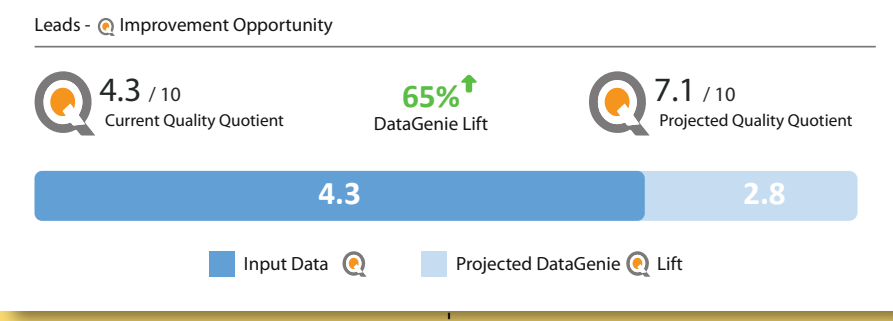 Leads - Q Improvement Opportunity
Q 4.3 / 10
Current Quality Quotient
65%
DataGenie Lift
Q 7.1 / 10
Projected Quality Quotient
4.3 2.8
Input Data Q Projected DataGenie Q Lift